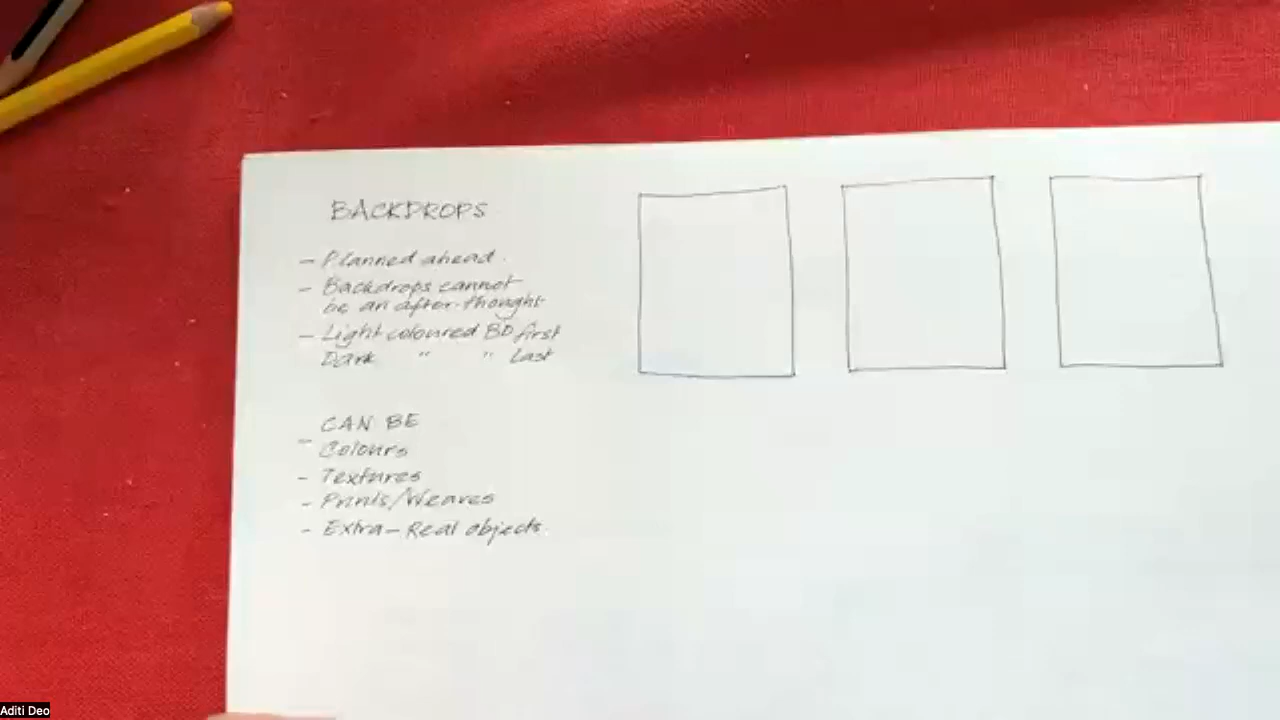 BACKDROPS
- Planned ahead.
- Backdrops cannot
be an after-thought
- Light coloured BD first
Dark " " Last
CAN BE
- Colours
- Textures
- Prints/Weaves
- Extra-Real objects.
Aditi Deo